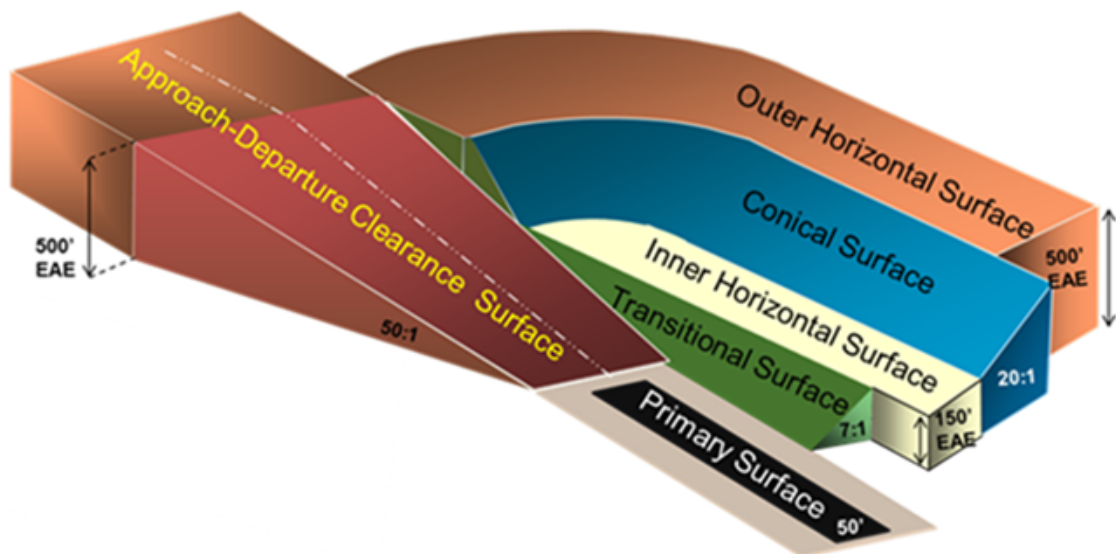 Approach-Departure Clearance Surface
Outer Horizontal Surface
Conical Surface
Inner Horizontal Surface
Transitional Surface
Primary Surface
500’
EAE
50:1
500’
EAE
20:1
150’
EAE
7:1
50’